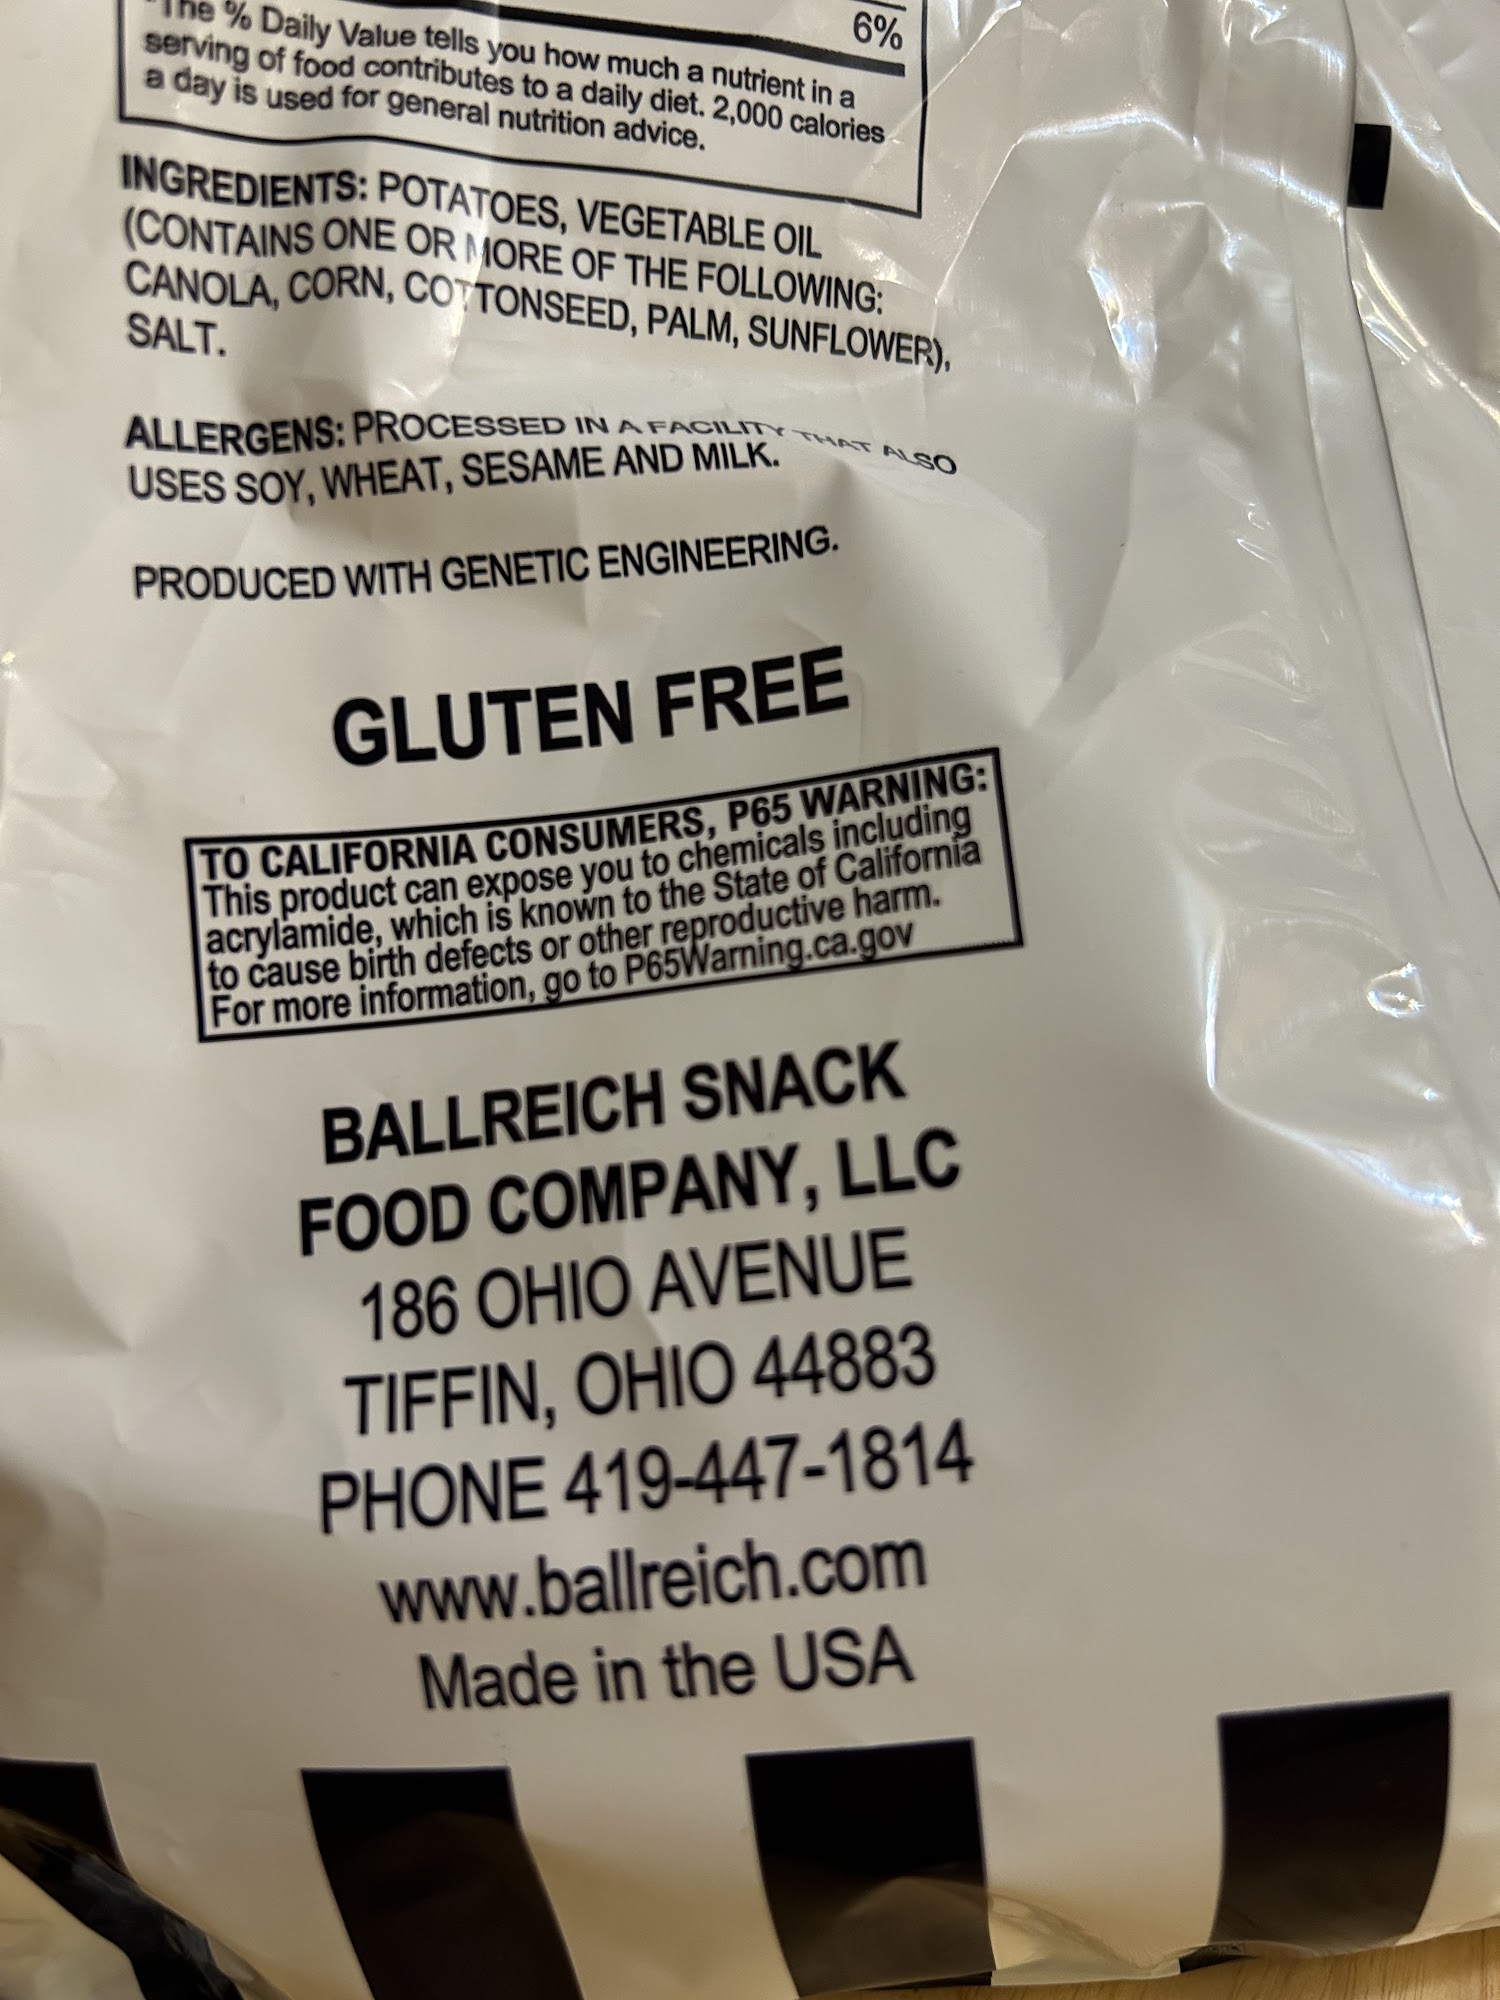 6%
*The % Daily Value tells you how much a nutrient in a
serving of food contributes to a daily diet. 2,000 calories
a day is used for general nutrition advice.
INGREDIENTS: POTATOES, VEGETABLE OIL
(CONTAINS ONE OR MORE OF THE FOLLOWING:
CANOLA, CORN, COTTONSEED, PALM, SUNFLOWER),
SALT.
ALLERGENS: PROCESSED IN A FACILITY THAT ALSO
USES SOY, WHEAT, SESAME AND MILK.
PRODUCED WITH GENETIC ENGINEERING.
GLUTEN FREE
TO CALIFORNIA CONSUMERS, P65 WARNING:
This product can expose you to chemicals including
acrylamide, which is known to the State of California
to cause birth defects or other reproductive harm.
For more information, go to P65Warning.ca.gov
BALLREICH SNACK
FOOD COMPANY, LLC
186 OHIO AVENUE
TIFFIN, OHIO 44883
PHONE 419-447-1814
www.ballreich.com
Made in the USA